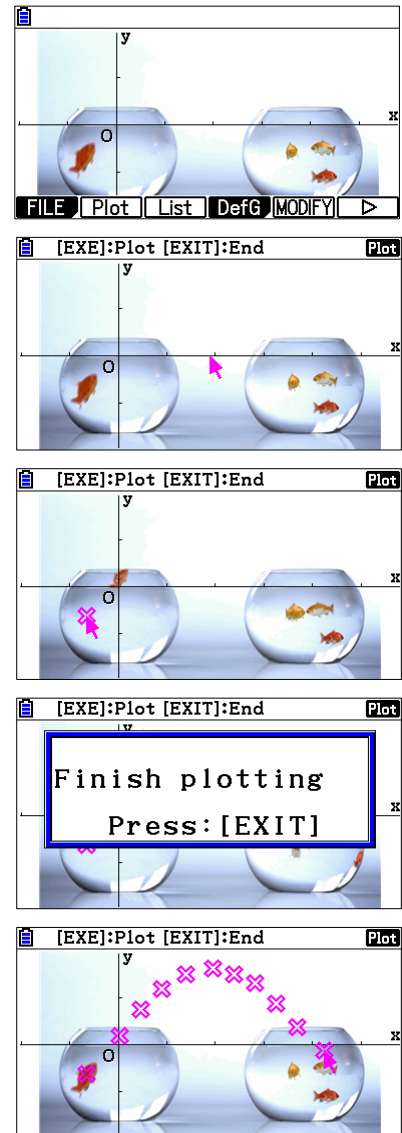 y
x
O
FILE Plot List DefG MODIFY ▷
[EXE]:Plot [EXIT]:End Plot
y
x
O
[EXE]:Plot [EXIT]:End Plot
y
x
O
[EXE]:Plot [EXIT]:End Plot
y
Finish plotting
x
Press:[EXIT]
[EXE]:Plot [EXIT]:End Plot
y
x
O